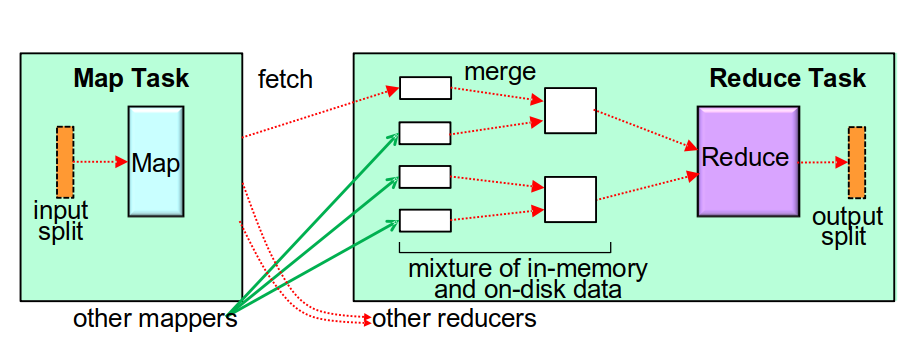 Map Task
fetch
merge
Reduce Task
Map
Reduce
input
split
output
split
mixture of in-memory
and on-disk data
other mappers
other reducers